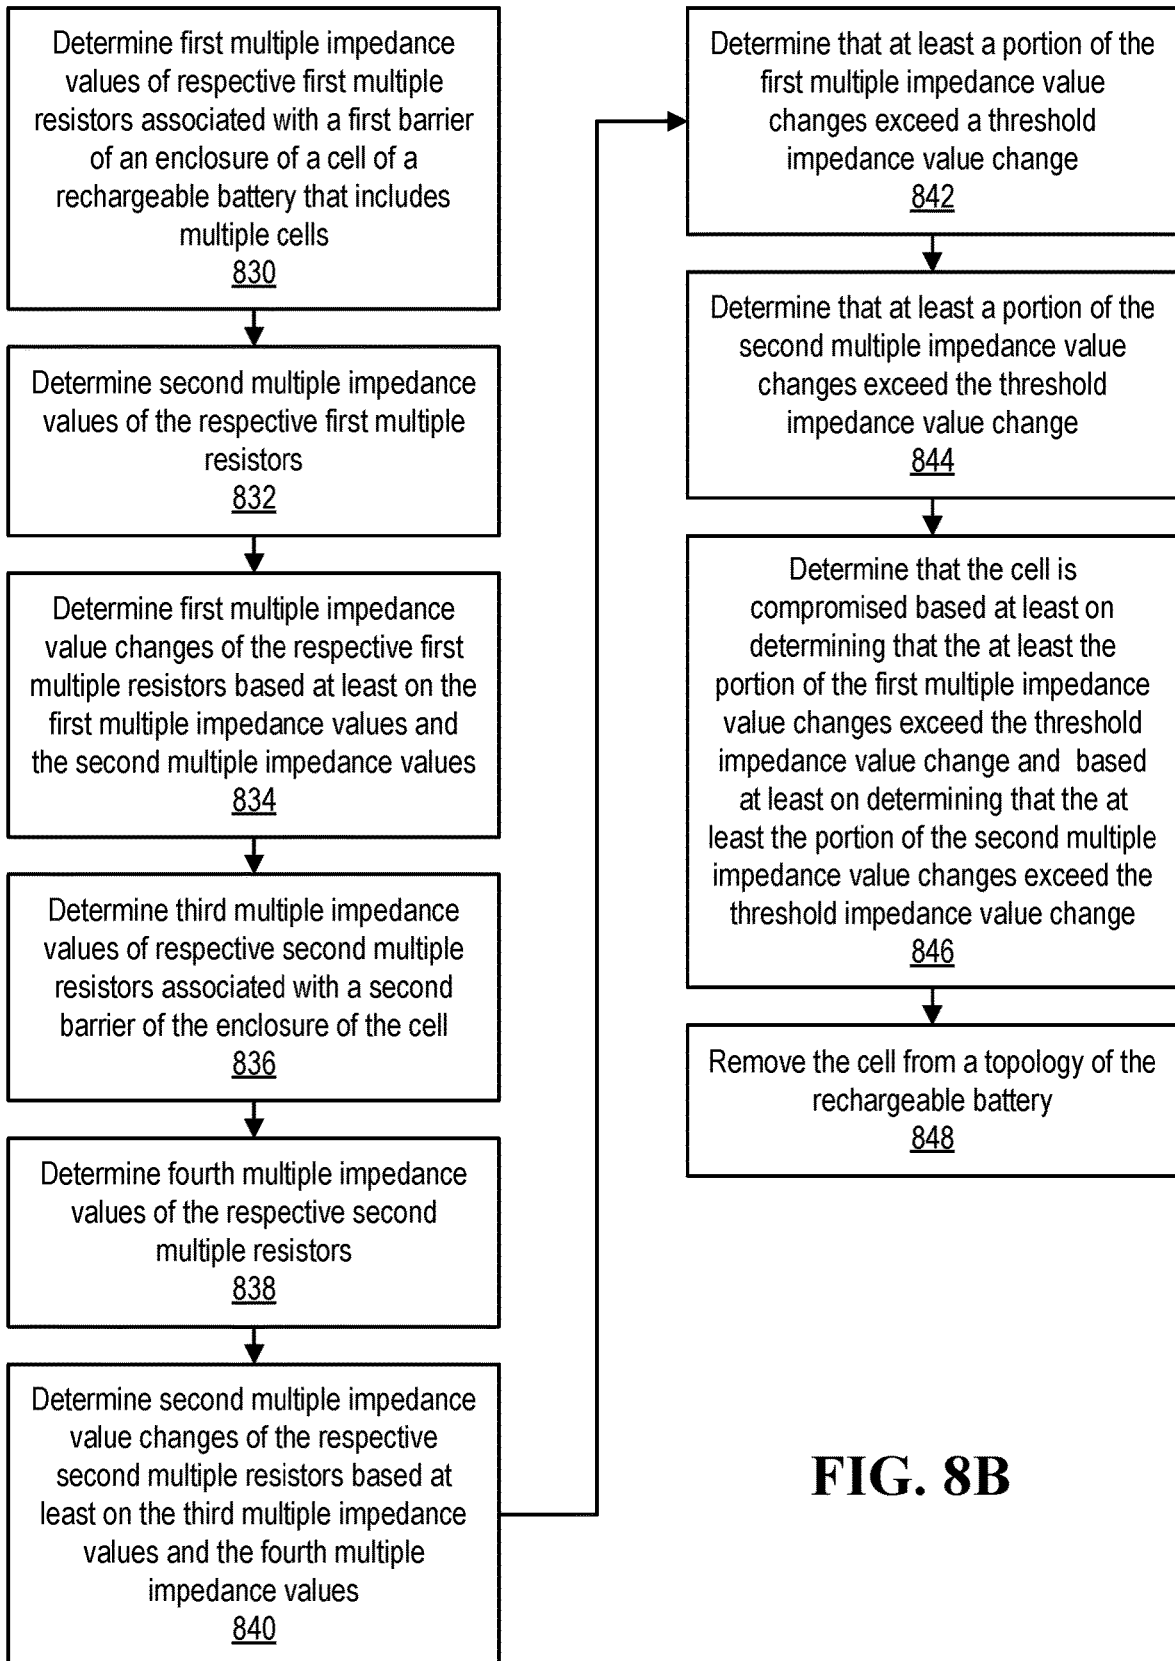 Determine first multiple impedance
values of respective first multiple
resistors associated with a first barrier
of an enclosure of a cell of a
rechargeable battery that includes
multiple cells
830
Determine second multiple impedance
values of the respective first multiple
resistors
832
Determine first multiple impedance
value changes of the respective first
multiple resistors based at least on the
first multiple impedance values and
the second multiple impedance values
834
Determine third multiple impedance
values of respective second multiple
resistors associated with a second
barrier of the enclosure of the cell
836
Determine fourth multiple impedance
values of the respective second
multiple resistors
838
Determine second multiple impedance
value changes of the respective
second multiple resistors based at
least on the third multiple impedance
values and the fourth multiple
impedance values
840
Determine that at least a portion of the
first multiple impedance value
changes exceed a threshold
impedance value change
842
Determine that at least a portion of the
second multiple impedance value
changes exceed the threshold
impedance value change
844
Determine that the cell is
compromised based at least on
determining that the at least the
portion of the first multiple impedance
value changes exceed the threshold
impedance value change and  based
at least on determining that the at
least the portion of the second multiple
impedance value changes exceed the
threshold impedance value change
846
Remove the cell from a topology of the
rechargeable battery
848
FIG. 8B